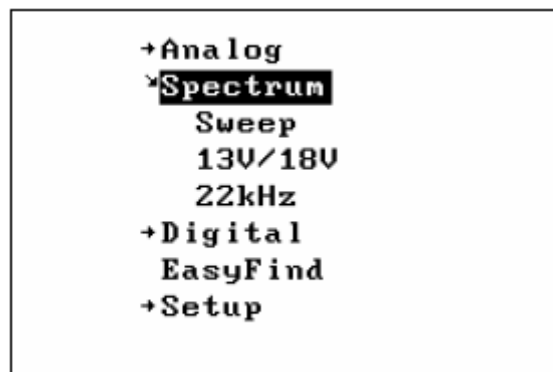 →Analog
↘Spectrum
Sweep
13V/18V
22kHz
→Digital
EasyFind
→Setup